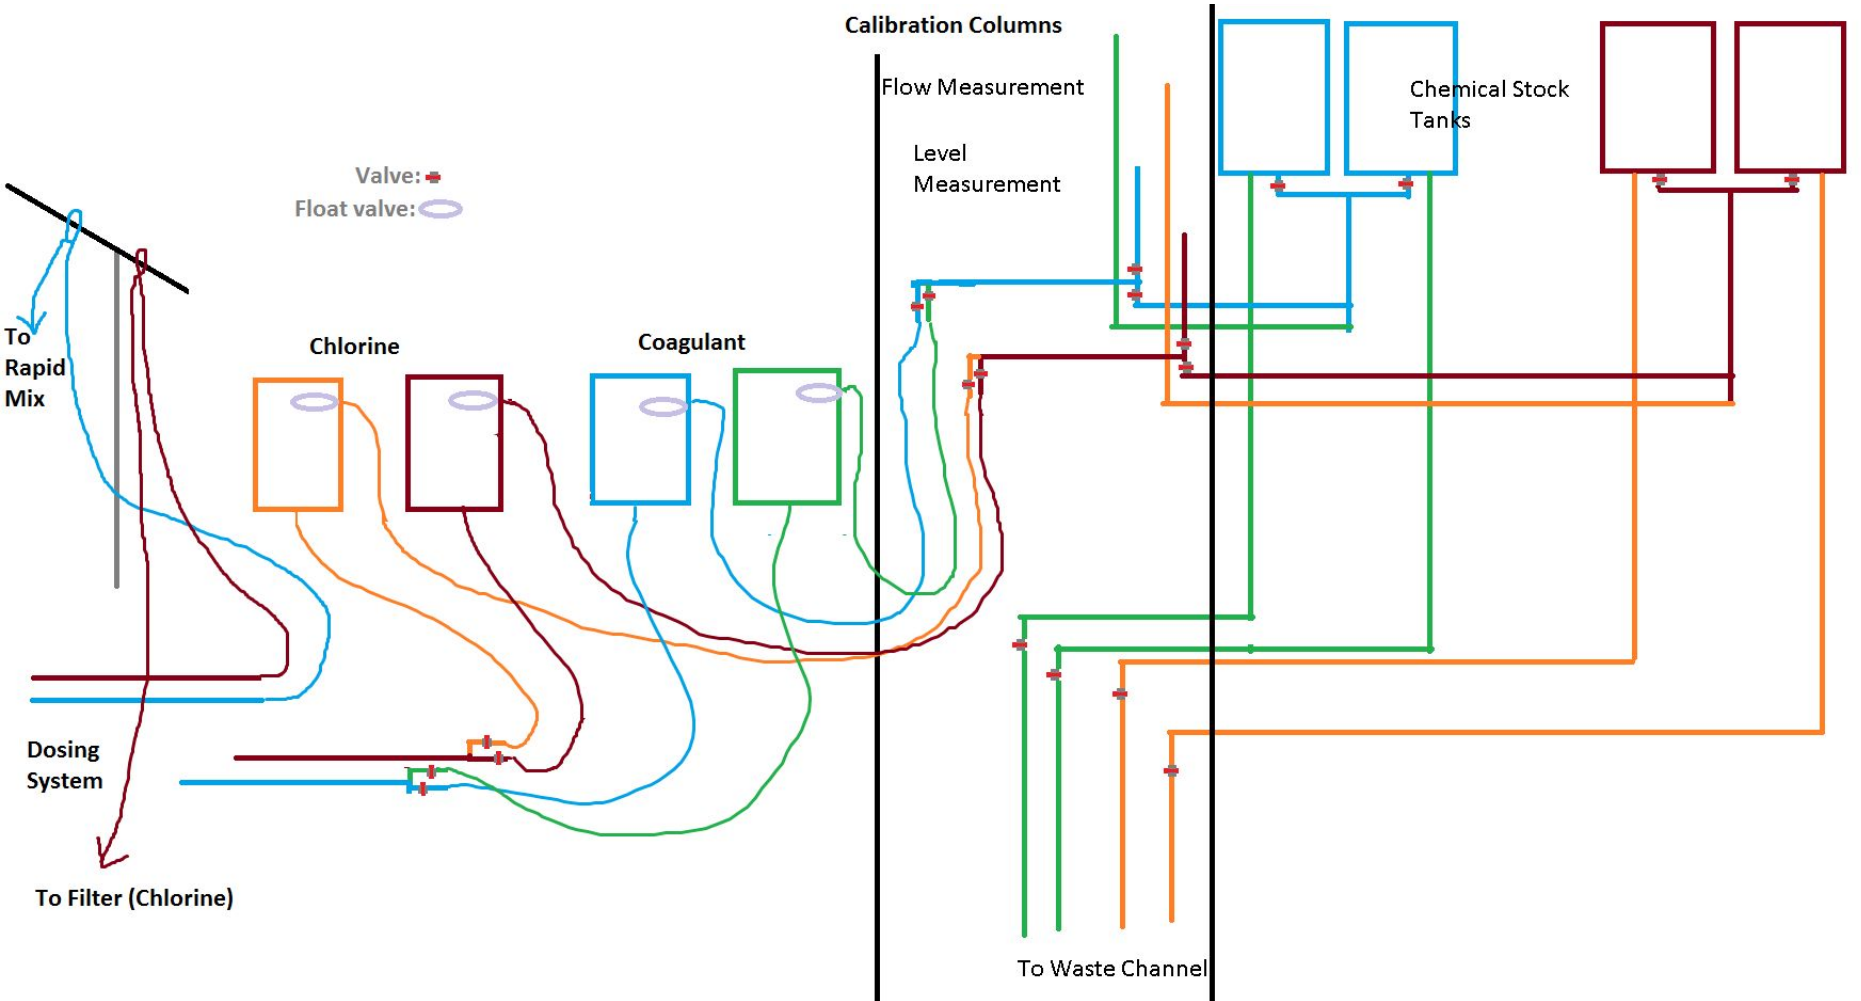 Calibration Columns
Flow Measurement
Level
Measurement
Chemical Stock
Tanks
Valve:
Float valve:
To
Rapid
Mix
Chlorine
Coagulant
Dosing
System
To Filter (Chlorine)
To Waste Channel